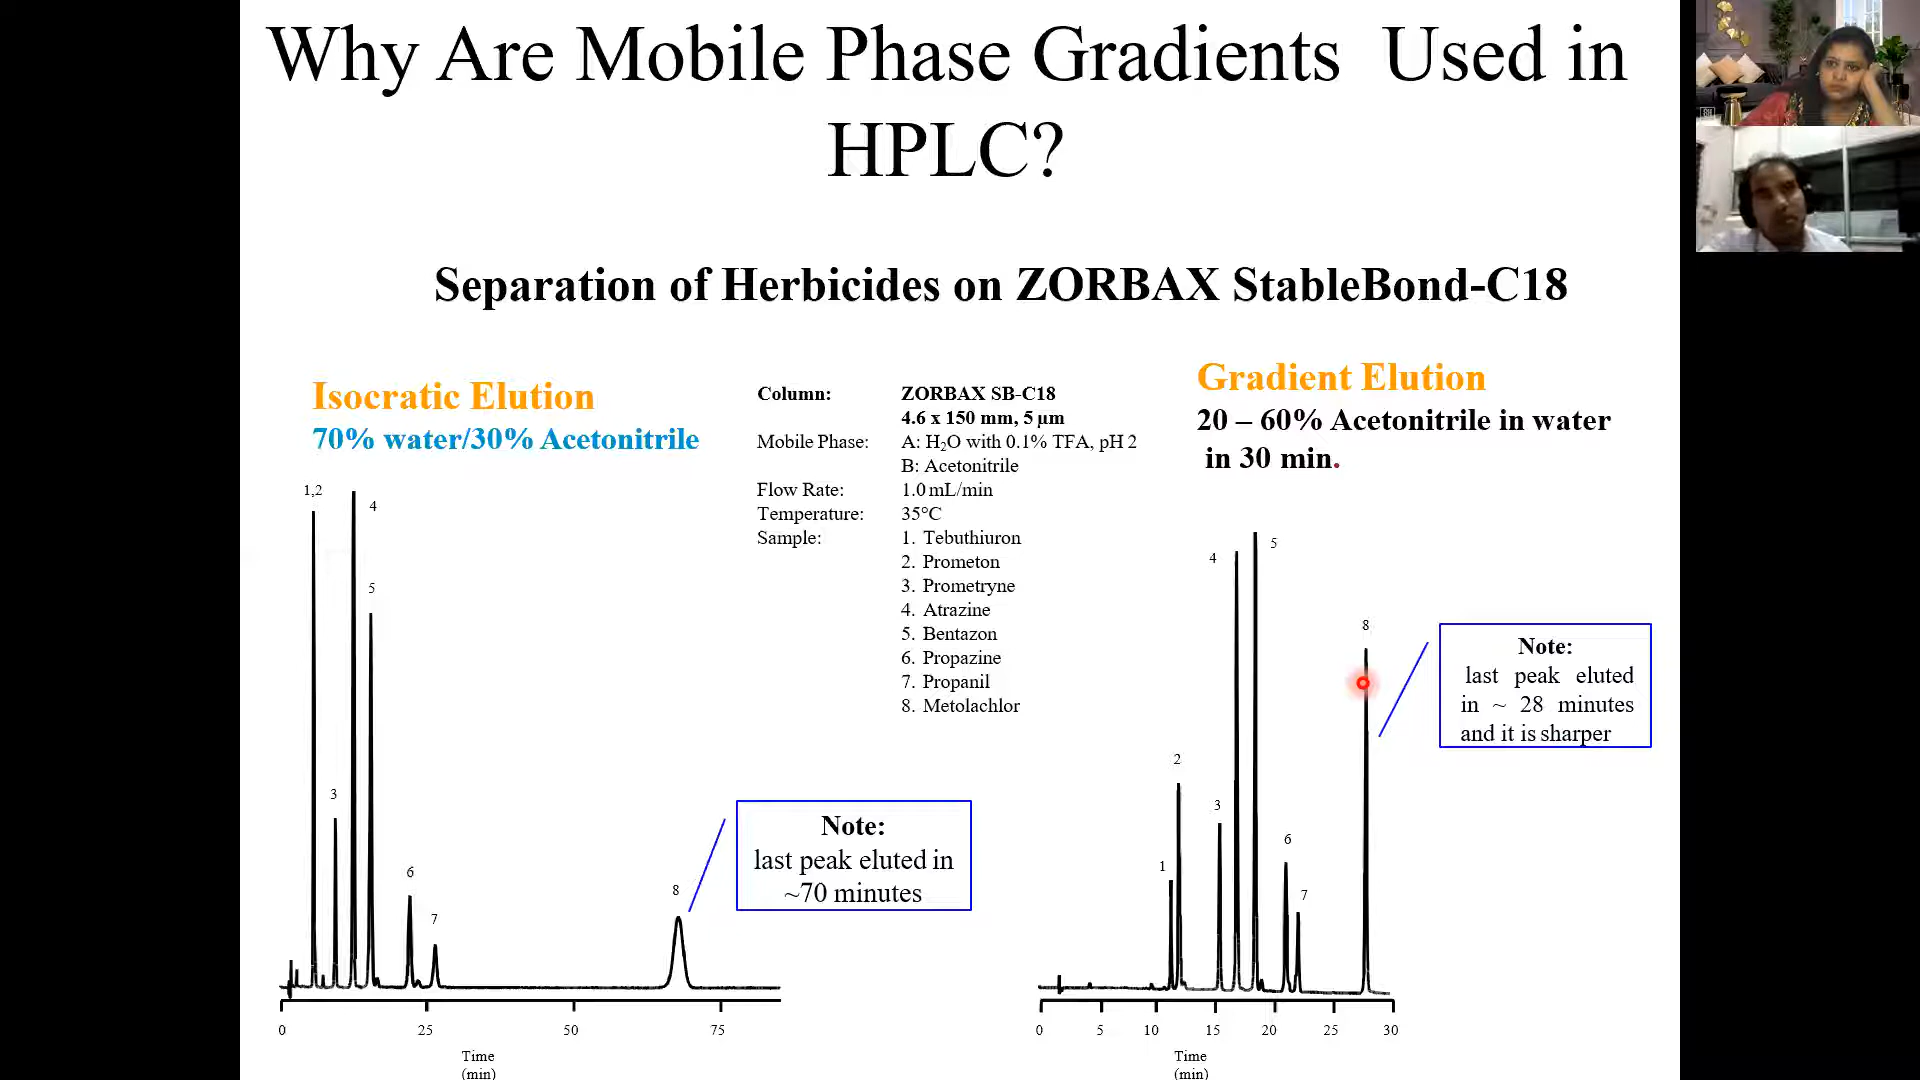 Why Are Mobile Phase Gradients Used in
HPLC?
Separation of Herbicides on ZORBAX StableBond-C18
Isocratic Elution
70% water/30% Acetonitrile
Column: ZORBAX SB-C18
4.6 x 150 mm, 5 µm
Mobile Phase: A: H₂O with 0.1% TFA, pH 2
B: Acetonitrile
Flow Rate: 1.0 mL/min
Temperature: 35°C
Sample: 1. Tebuthiuron
2. Prometon
3. Prometryne
4. Atrazine
5. Bentazon
6. Propazine
7. Propanil
8. Metolachlor
Gradient Elution
20 – 60% Acetonitrile in water
in 30 min.
1,2
4
5
3
6
7
8
Note:
last peak eluted in
~70 minutes
0 25 50 75
Time
(min)
4
5
8
2
3
6
1
7
Note:
last peak eluted
in ~ 28 minutes
and it is sharper
0 5 10 15 20 25 30
Time
(min)